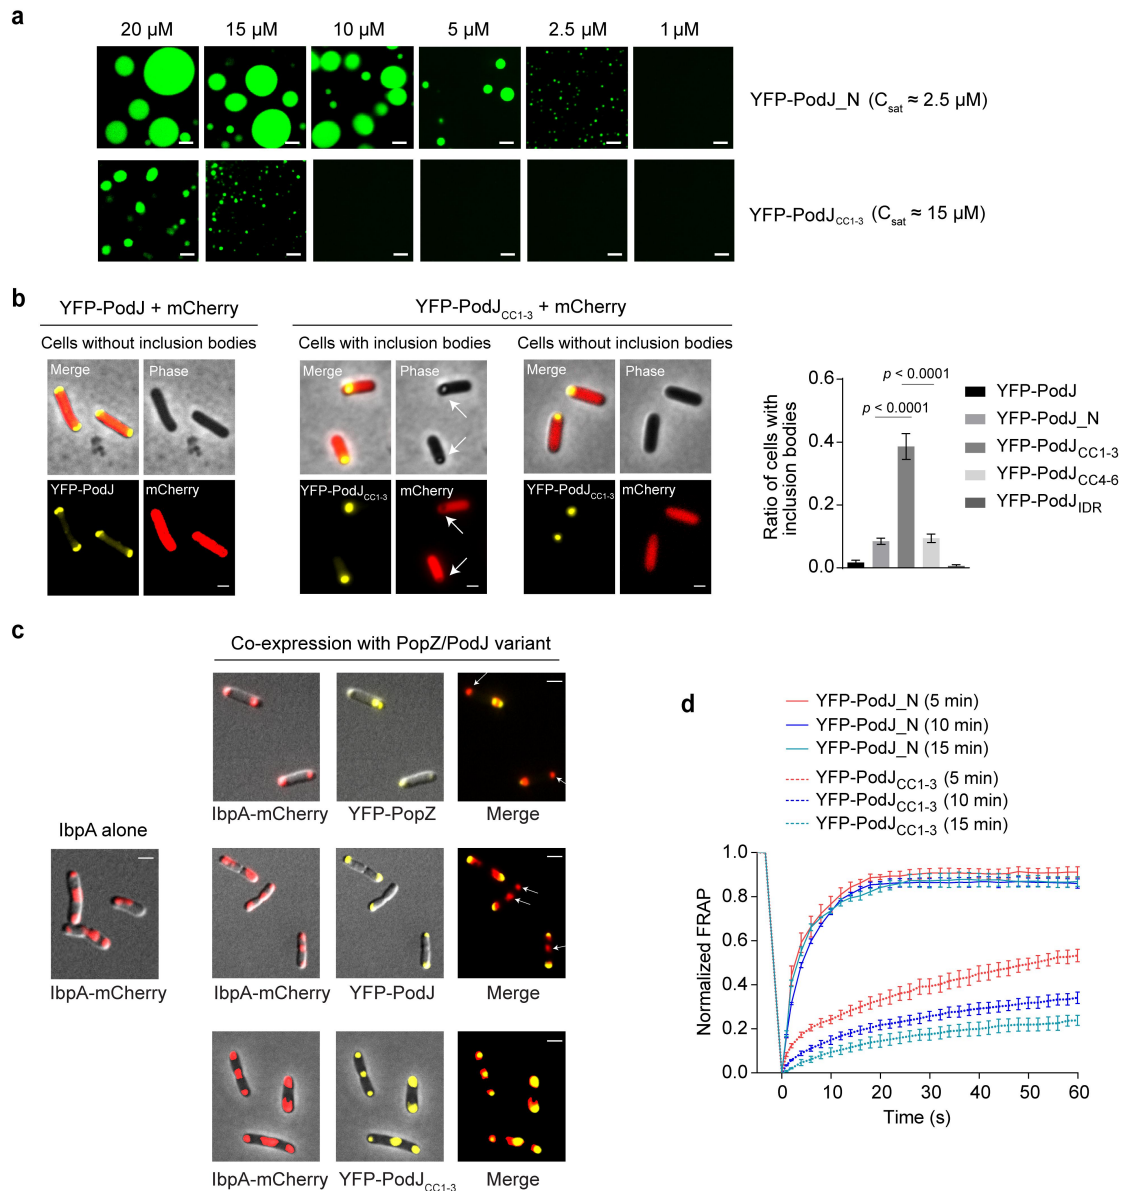 a
20 µM 15 µM 10 µM 5 µM 2.5 µM 1 µM
YFP-PodJ_N (Csat ≈ 2.5 µM)
YFP-PodJCC1-3 (Csat ≈ 15 µM)
b
YFP-PodJ + mCherry
YFP-PodJCC1-3 + mCherry
Cells without inclusion bodies
Cells with inclusion bodies
Cells without inclusion bodies
Merge Phase
Merge Phase
Merge Phase
YFP-PodJ mCherry
YFP-PodJCC1-3 mCherry
YFP-PodJCC1-3 mCherry
Ratio of cells with
inclusion bodies
0.6
0.4
0.2
0.0
p < 0.0001
p < 0.0001
YFP-PodJ
YFP-PodJ_N
YFP-PodJCC1-3
YFP-PodJCC4-6
YFP-PodJIDR
c
Co-expression with PopZ/PodJ variant
IbpA-mCherry YFP-PopZ Merge
IbpA alone
IbpA-mCherry
IbpA-mCherry YFP-PodJ Merge
IbpA-mCherry YFP-PodJCC1-3 Merge
d
YFP-PodJ_N (5 min)
YFP-PodJ_N (10 min)
YFP-PodJ_N (15 min)
YFP-PodJCC1-3 (5 min)
YFP-PodJCC1-3 (10 min)
YFP-PodJCC1-3 (15 min)
Normalized FRAP
1.0
0.8
0.6
0.4
0.2
0.0
0 10 20 30 40 50 60
Time (s)